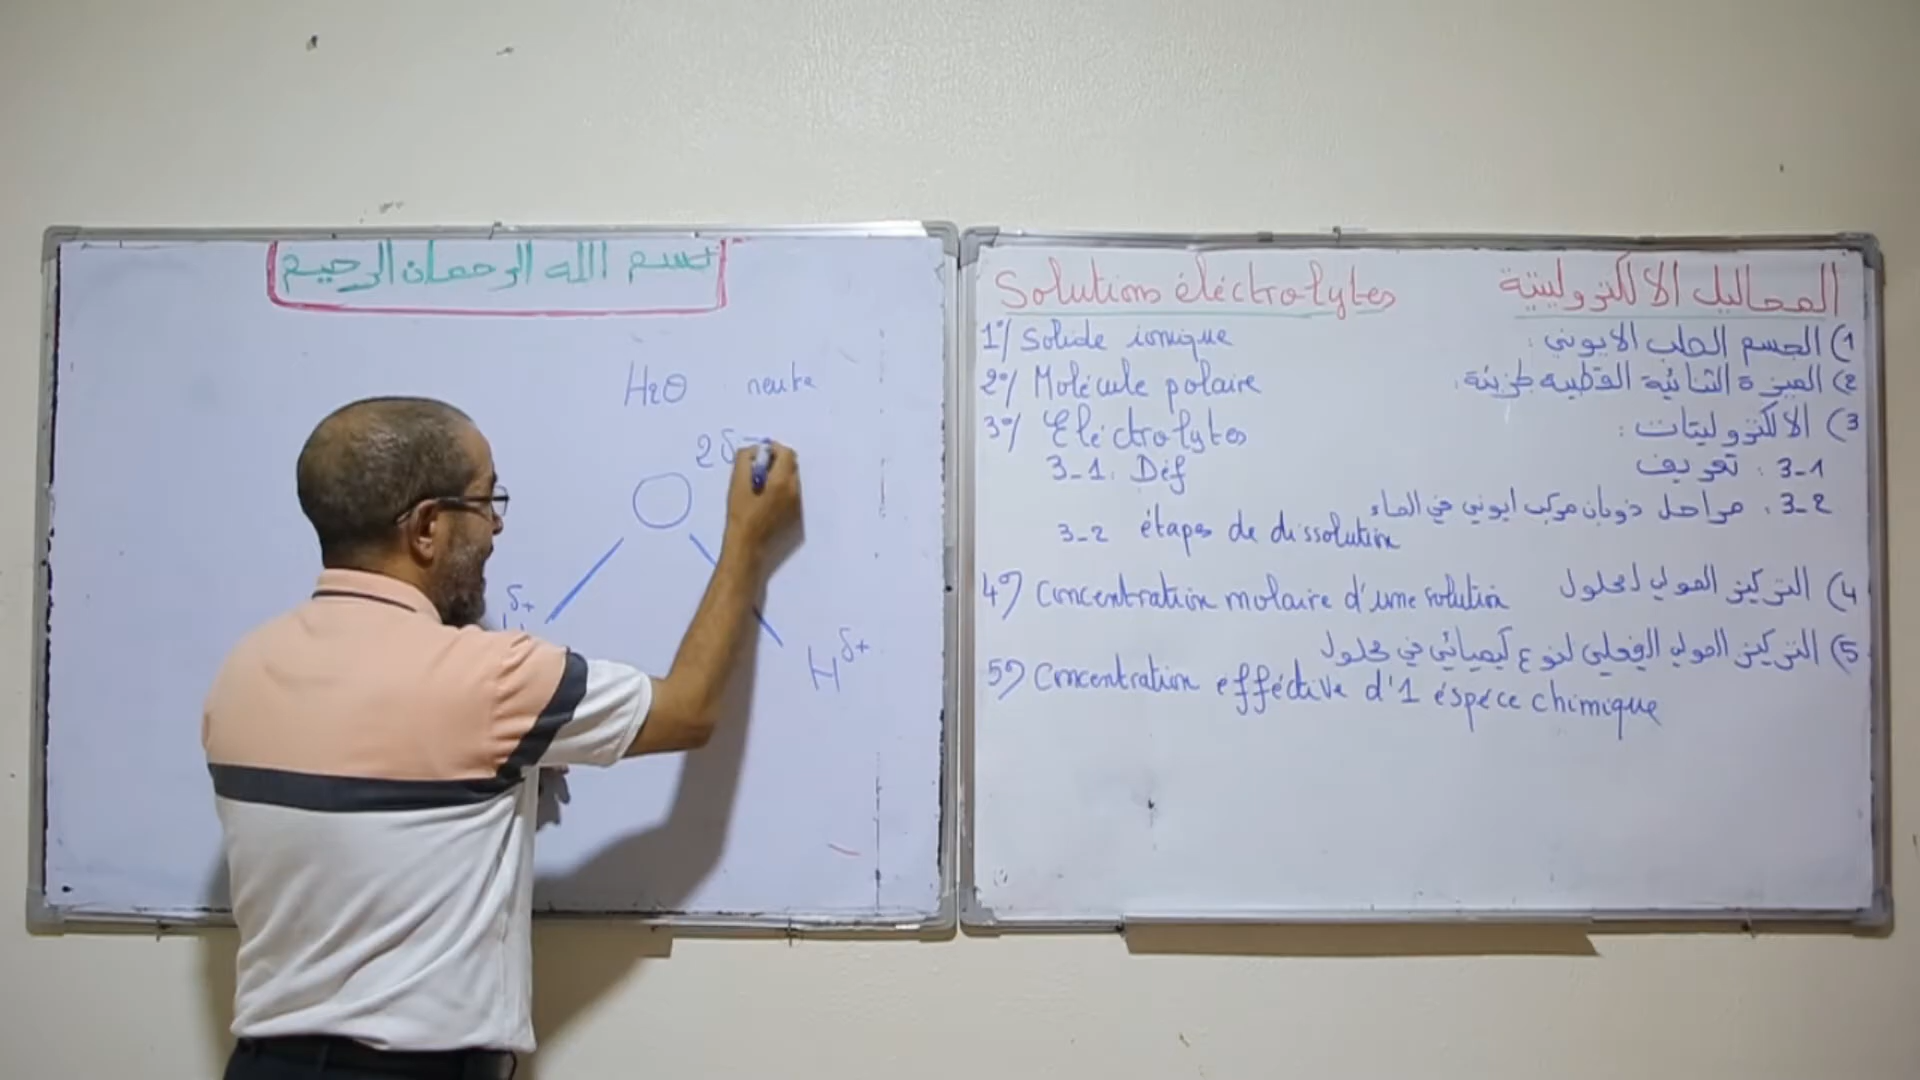 بسم الله الرحمان الرحيم
H2O neutre
2δ-
δ+
H
H δ+
Solutions éléctrolytes المحاليل الالكتروليتية
1°/ Solide ionique 1) الجسم الصلب الايوني :
2°/ Molécule polaire 2) الميزة الثنائية القطبية لجزيئة :
3°/ Eléctrolytes 3) الالكتروليتات :
3-1. Déf 3-1 . تعريف
3-2 . مراحل ذوبان مركب ايوني في الماء
3-2 étapes de dissolution
4°) Concentration molaire d'une solution 4) التركيز المولي لمحلول
5) التركيز المولي الفعلي لنوع كيميائي في محلول
5°) Concentration efféctive d'1 éspéce chimique